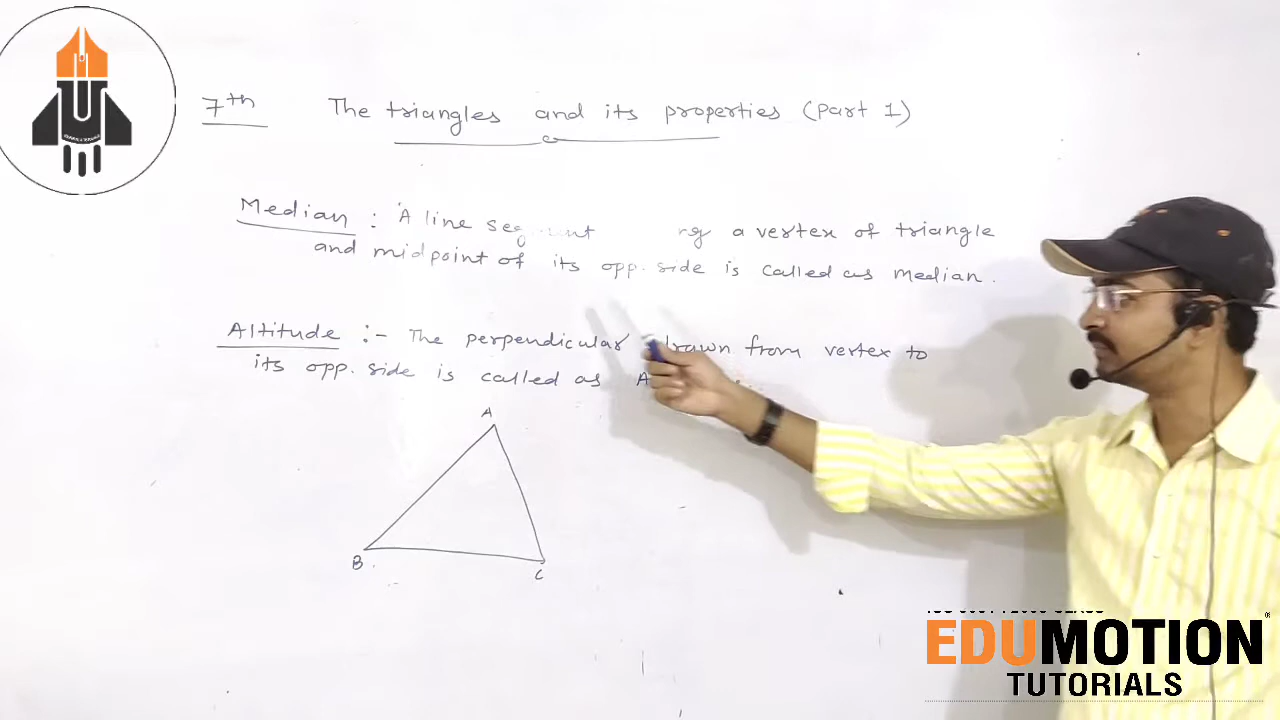 7th The triangles and its properties (Part 1)
Median : A line segment a vertex of triangle
and midpoint of its opp. side is called as median.
Altitude :- The perpendicular drawn from vertex to
its opp. side is called as
A
B
C
EDUMOTION
TUTORIALS